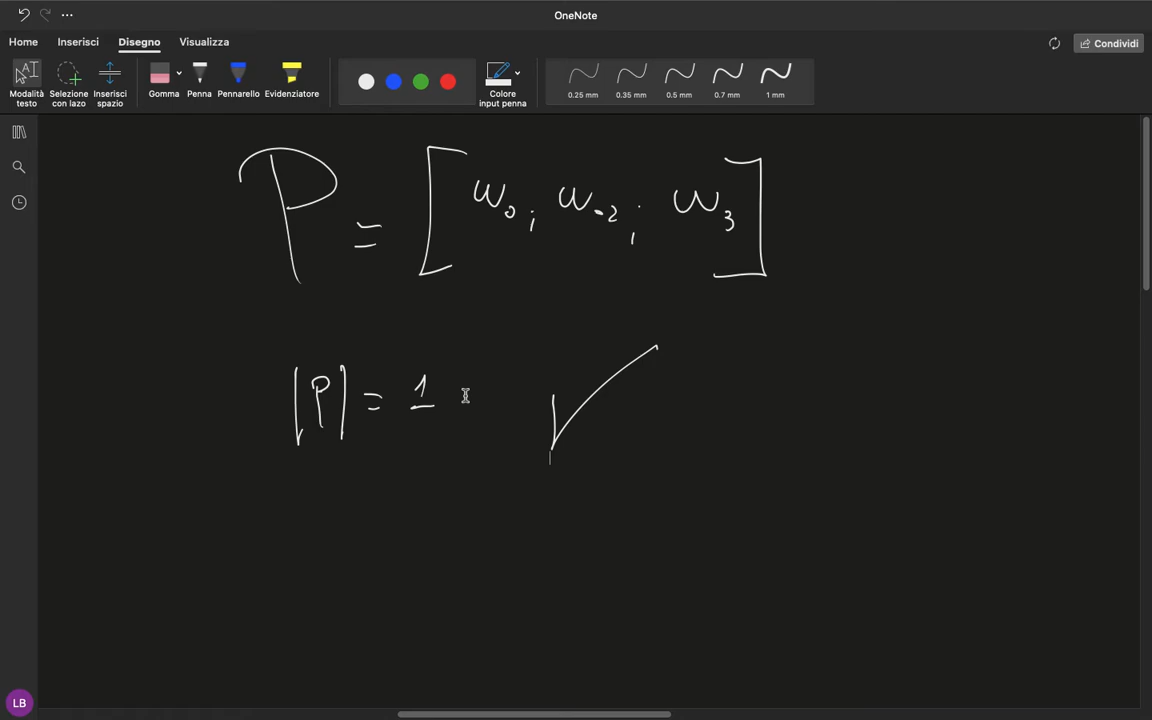 OneNote
Home Inserisci Disegno Visualizza
Condividi
Modalità testo Selezione con lazo Inserisci spazio Gomma Penna Pennarello Evidenziatore Colore input penna 0.25 mm 0.35 mm 0.5 mm 0.7 mm 1 mm
P = [w₀ ; w₋₂ ; w₃]
|P| = 1
LB